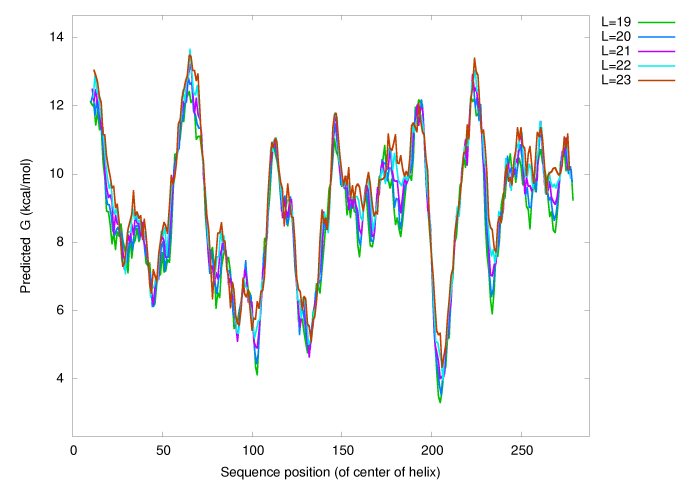 L=19
L=20
L=21
L=22
L=23
14
12
10
8
6
4
Predicted G (kcal/mol)
0 50 100 150 200 250
Sequence position (of center of helix)